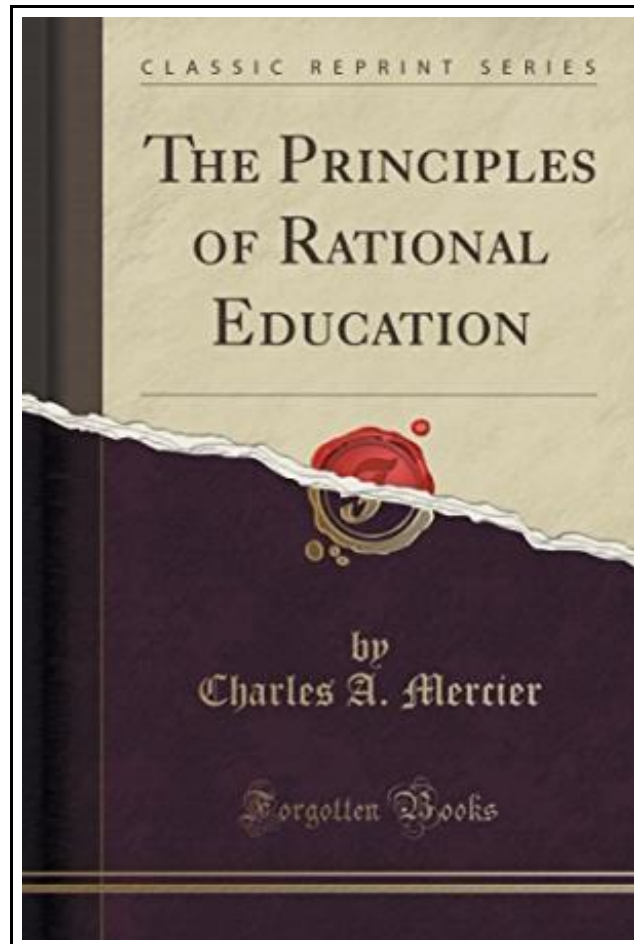 CLASSIC REPRINT SERIES
THE PRINCIPLES
OF RATIONAL
EDUCATION
by
Charles A. Mercier
Forgotten Books